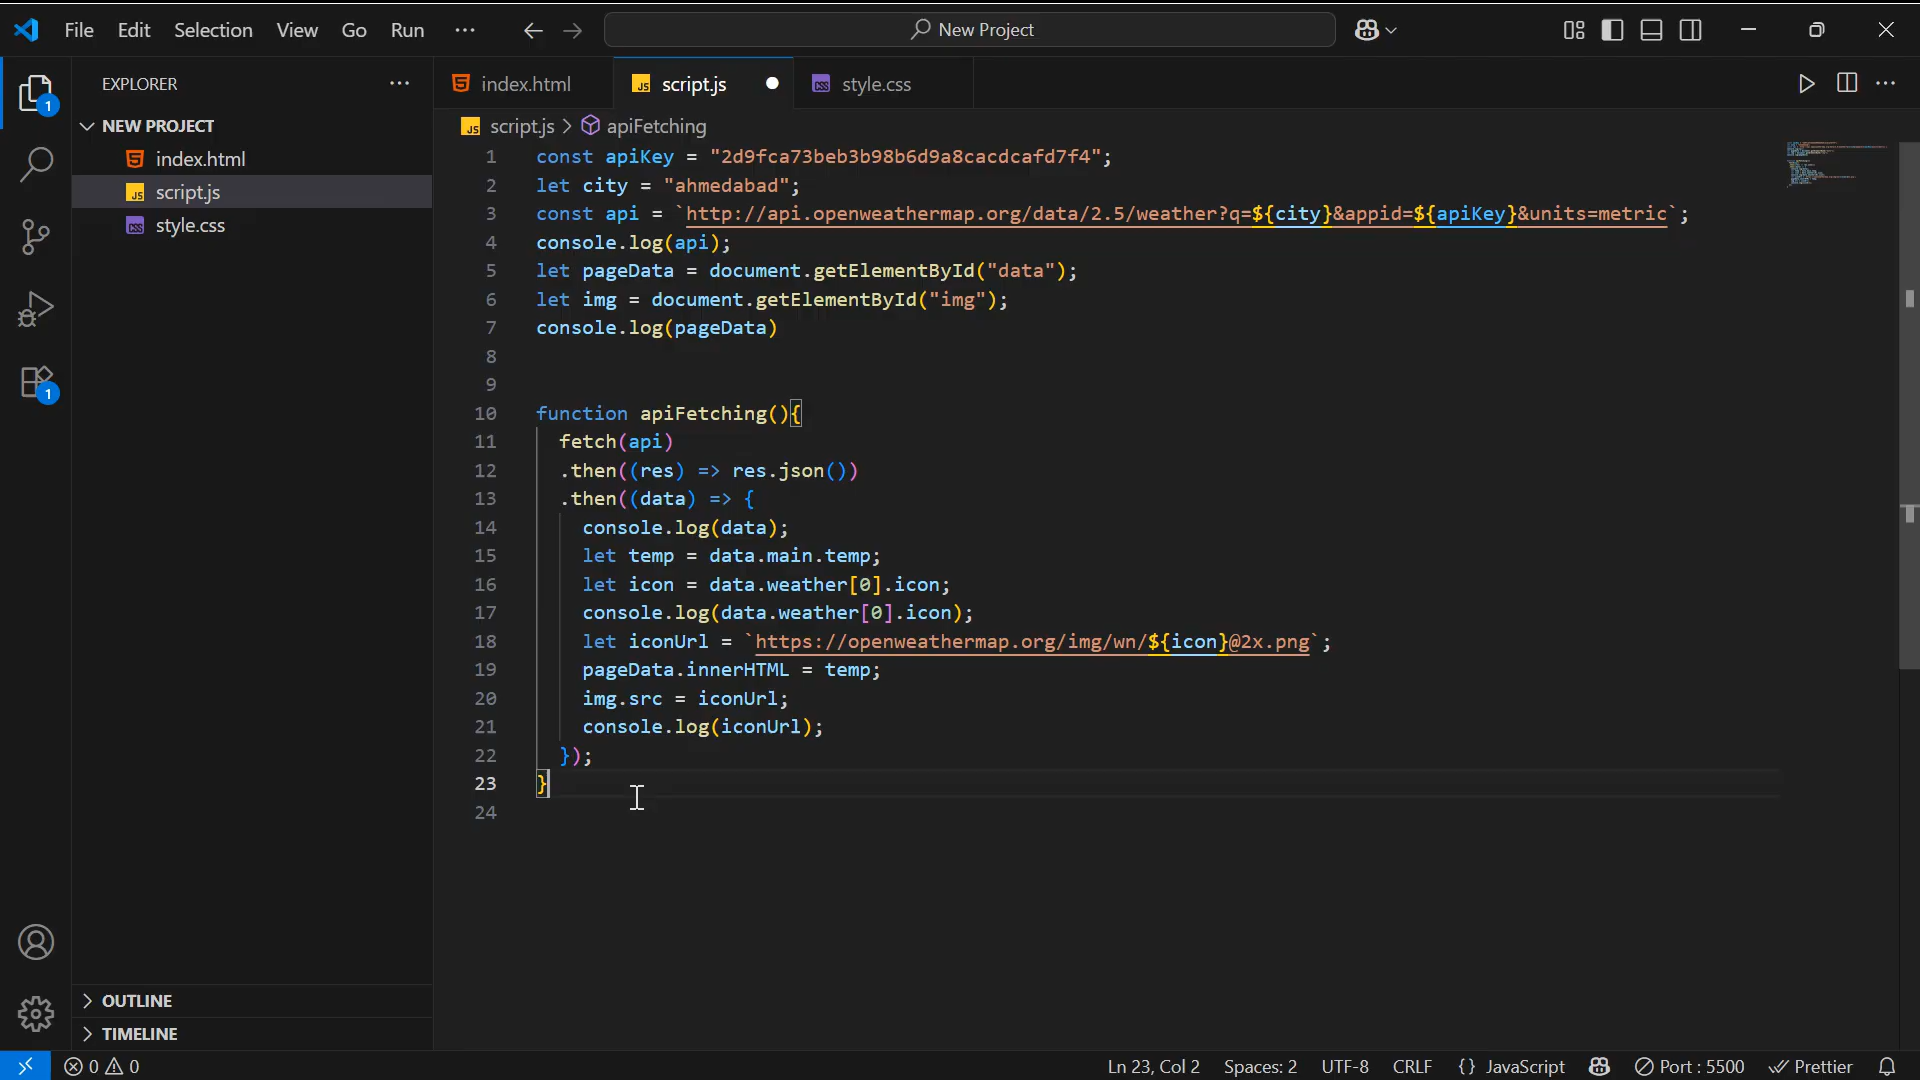 File Edit Selection View Go Run ··· New Project
EXPLORER ···
NEW PROJECT
index.html
script.js
style.css
OUTLINE
TIMELINE
1
1
index.html script.js style.css
script.js > apiFetching
1 const apiKey = "2d9fca73beb3b98b6d9a8cacdcafd7f4";
2 let city = "ahmedabad";
3 const api = `http://api.openweathermap.org/data/2.5/weather?q=${city}&appid=${apiKey}&units=metric`;
4 console.log(api);
5 let pageData = document.getElementById("data");
6 let img = document.getElementById("img");
7 console.log(pageData)
8
9
10 function apiFetching(){
11 fetch(api)
12 .then((res) => res.json())
13 .then((data) => {
14 console.log(data);
15 let temp = data.main.temp;
16 let icon = data.weather[0].icon;
17 console.log(data.weather[0].icon);
18 let iconUrl = `https://openweathermap.org/img/wn/${icon}@2x.png`;
19 pageData.innerHTML = temp;
20 img.src = iconUrl;
21 console.log(iconUrl);
22 });
23 }
24
0 0 Ln 23, Col 2 Spaces: 2 UTF-8 CRLF {} JavaScript Port : 5500 Prettier